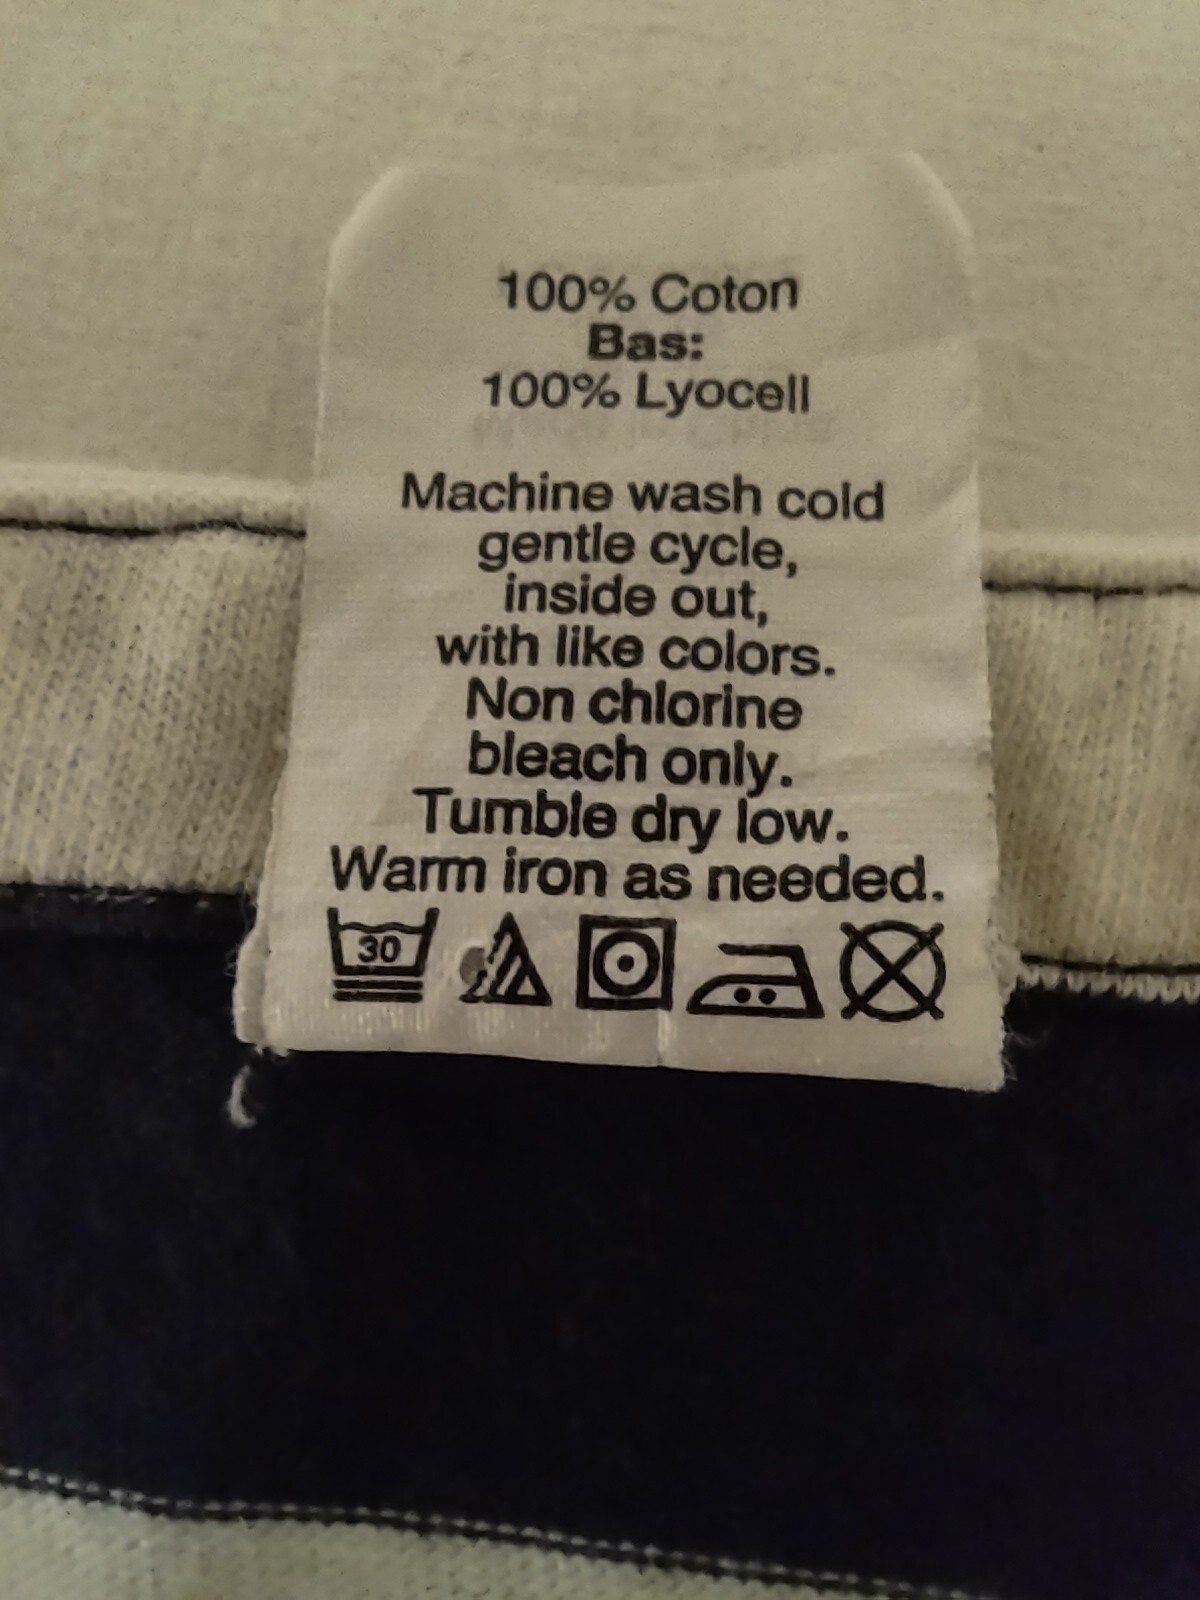 100% Coton
Bas:
100% Lyocell
Machine wash cold
gentle cycle,
inside out,
with like colors.
Non chlorine
bleach only.
Tumble dry low.
Warm iron as needed.
30